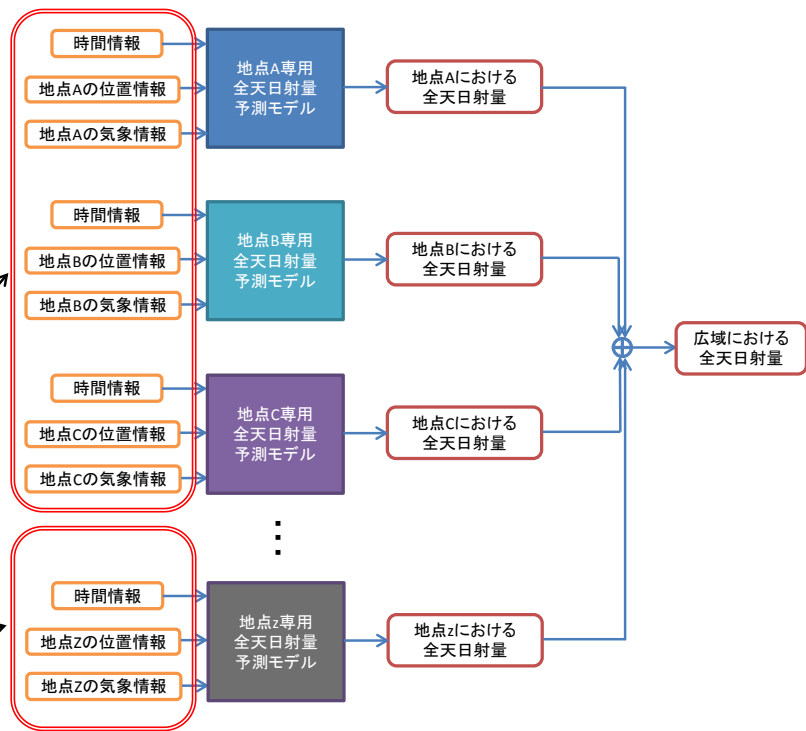 時間情報
地点Aの位置情報
地点Aの気象情報
地点A専用
全天日射量
予測モデル
地点Aにおける
全天日射量
時間情報
地点Bの位置情報
地点Bの気象情報
地点B専用
全天日射量
予測モデル
地点Bにおける
全天日射量
広域における
全天日射量
時間情報
地点Cの位置情報
地点Cの気象情報
地点C専用
全天日射量
予測モデル
地点Cにおける
全天日射量
⋮
時間情報
地点Zの位置情報
地点Zの気象情報
地点z専用
全天日射量
予測モデル
地点zにおける
全天日射量